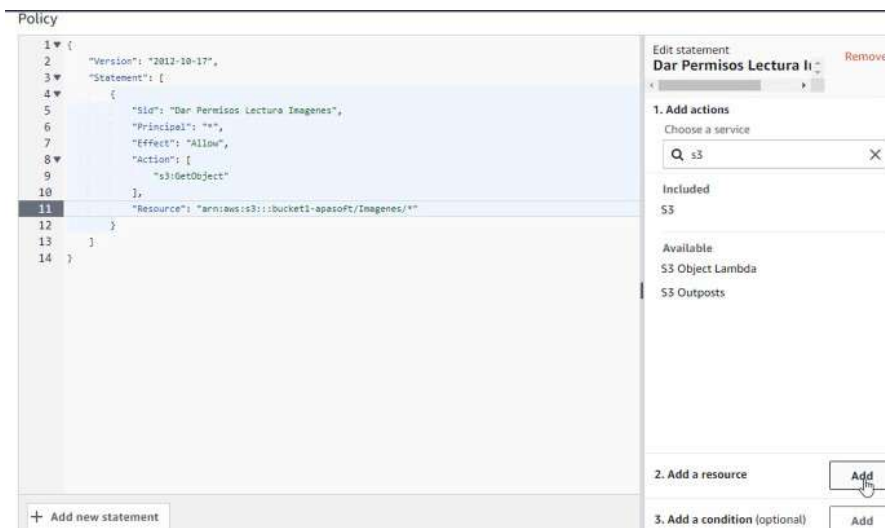 Policy
1 {
2 "Version": "2012-10-17",
3 "Statement": [
4 {
5 "Sid": "Dar Permisos Lectura Imagenes",
6 "Principal": "*",
7 "Effect": "Allow",
8 "Action": [
9 "s3:GetObject"
10 ],
11 "Resource": "arn:aws:s3:::bucket1-apasoft/Imagenes/*"
12 }
13 ]
14 }
+ Add new statement
Edit statement
Dar Permisos Lectura
Remove
1. Add actions
Choose a service
s3
Included
S3
Available
S3 Object Lambda
S3 Outposts
2. Add a resource
Add
3. Add a condition (optional)
Add